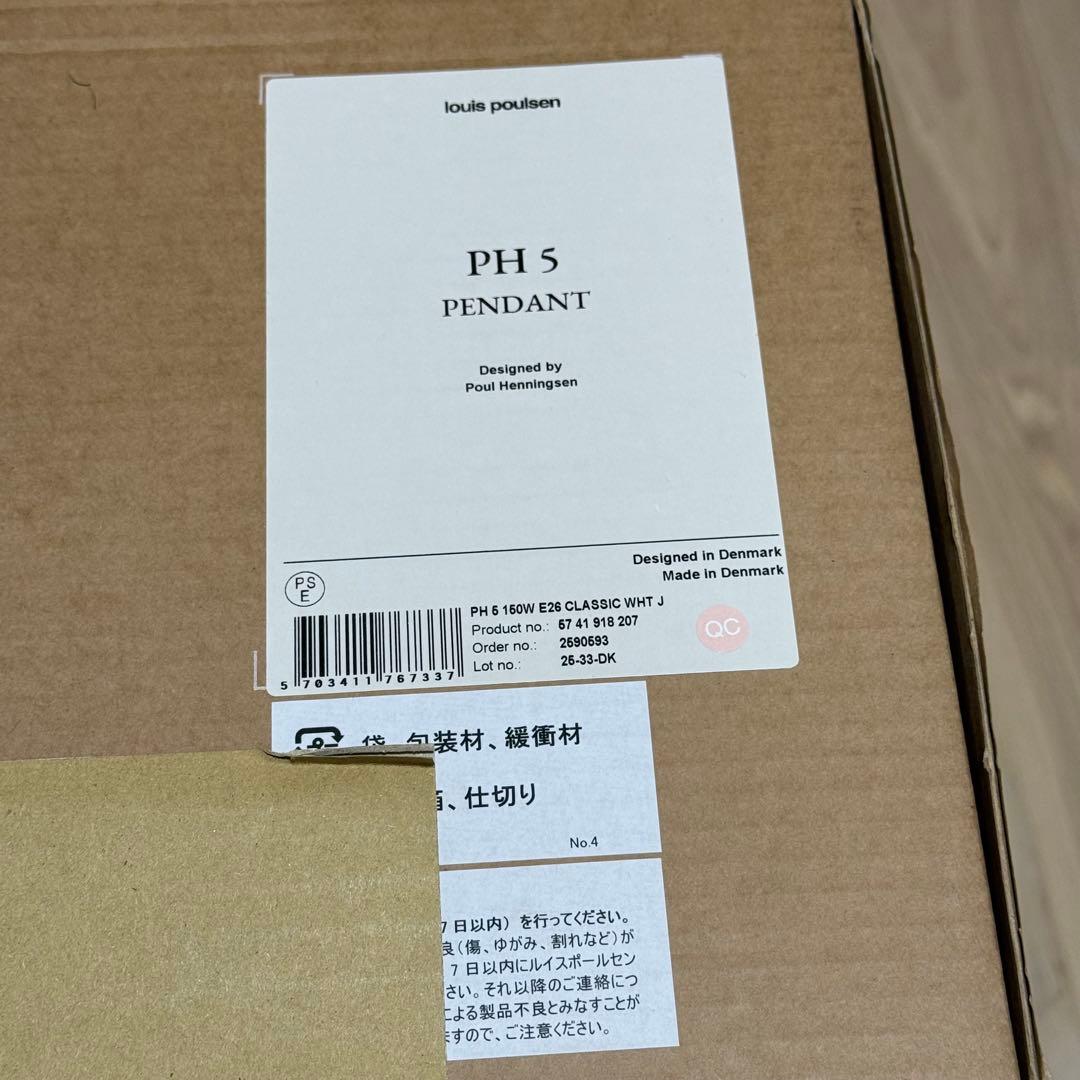 louis poulsen
PH 5
PENDANT
Designed by
Poul Henningsen
Designed in Denmark
Made in Denmark
PS
E
PH 5 150W E26 CLASSIC WHT J
Product no.: 57 41 918 207
Order no.: 2590593
Lot no.: 25-33-DK
QC
5 703411 767337
包装材、緩衝材
、仕切り
No.4
7日以内）を行ってください。
良（傷、ゆがみ、割れなど）が
7日以内にルイスポールセン
さい。それ以降のご連絡につ
による製品不良とみなすことが
ますので、ご注意ください。